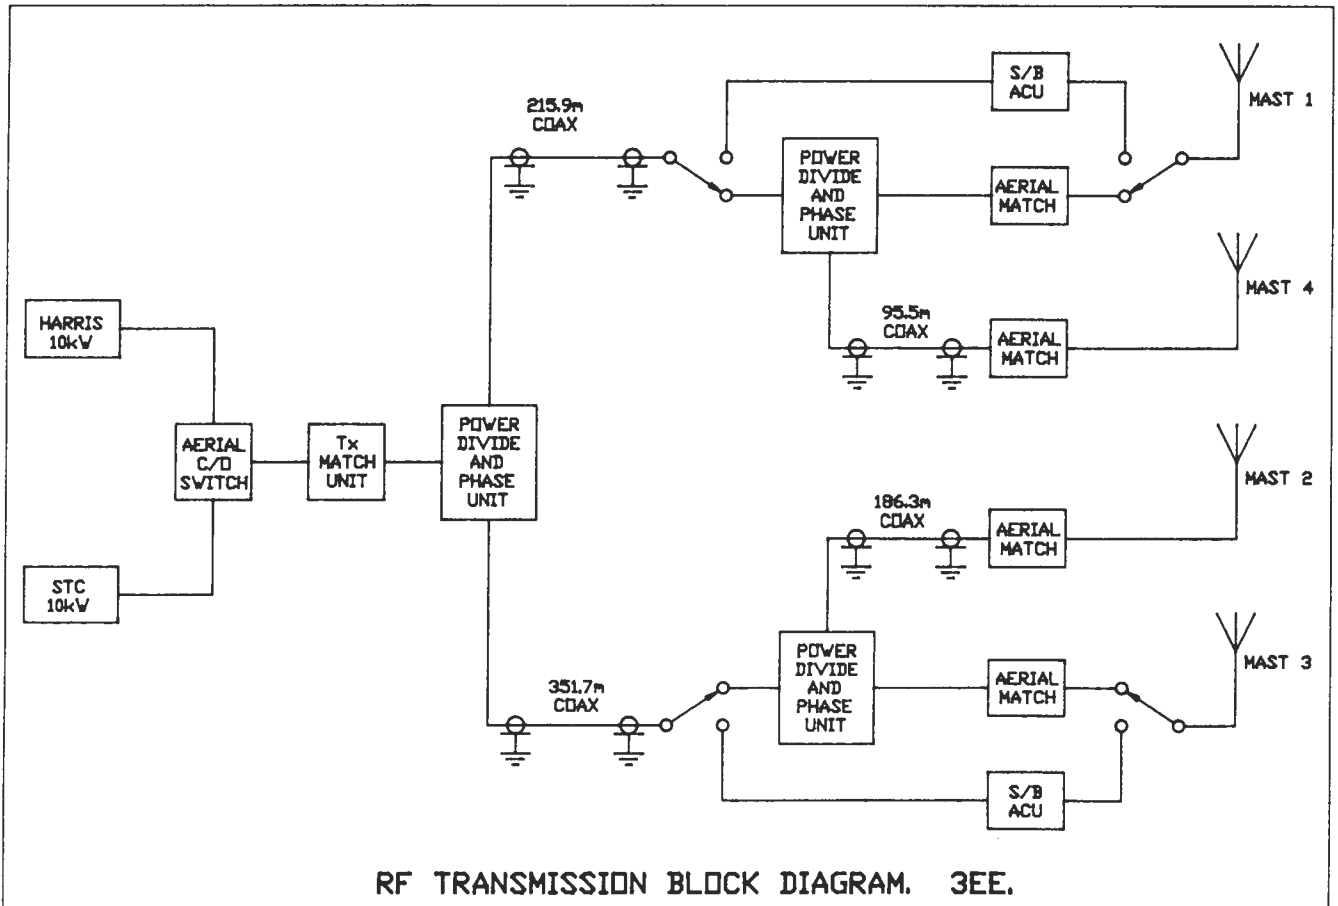 215.9m
COAX
S/B
ACU
MAST 1
POWER
DIVIDE
AND
PHASE
UNIT
AERIAL
MATCH
MAST 4
95.5m
COAX
AERIAL
MATCH
HARRIS
10kW
AERIAL
C/O
SWITCH
Tx
MATCH
UNIT
POWER
DIVIDE
AND
PHASE
UNIT
STC
10kW
186.3m
COAX
AERIAL
MATCH
MAST 2
351.7m
COAX
POWER
DIVIDE
AND
PHASE
UNIT
AERIAL
MATCH
MAST 3
S/B
ACU
RF TRANSMISSION BLOCK DIAGRAM. 3EE.